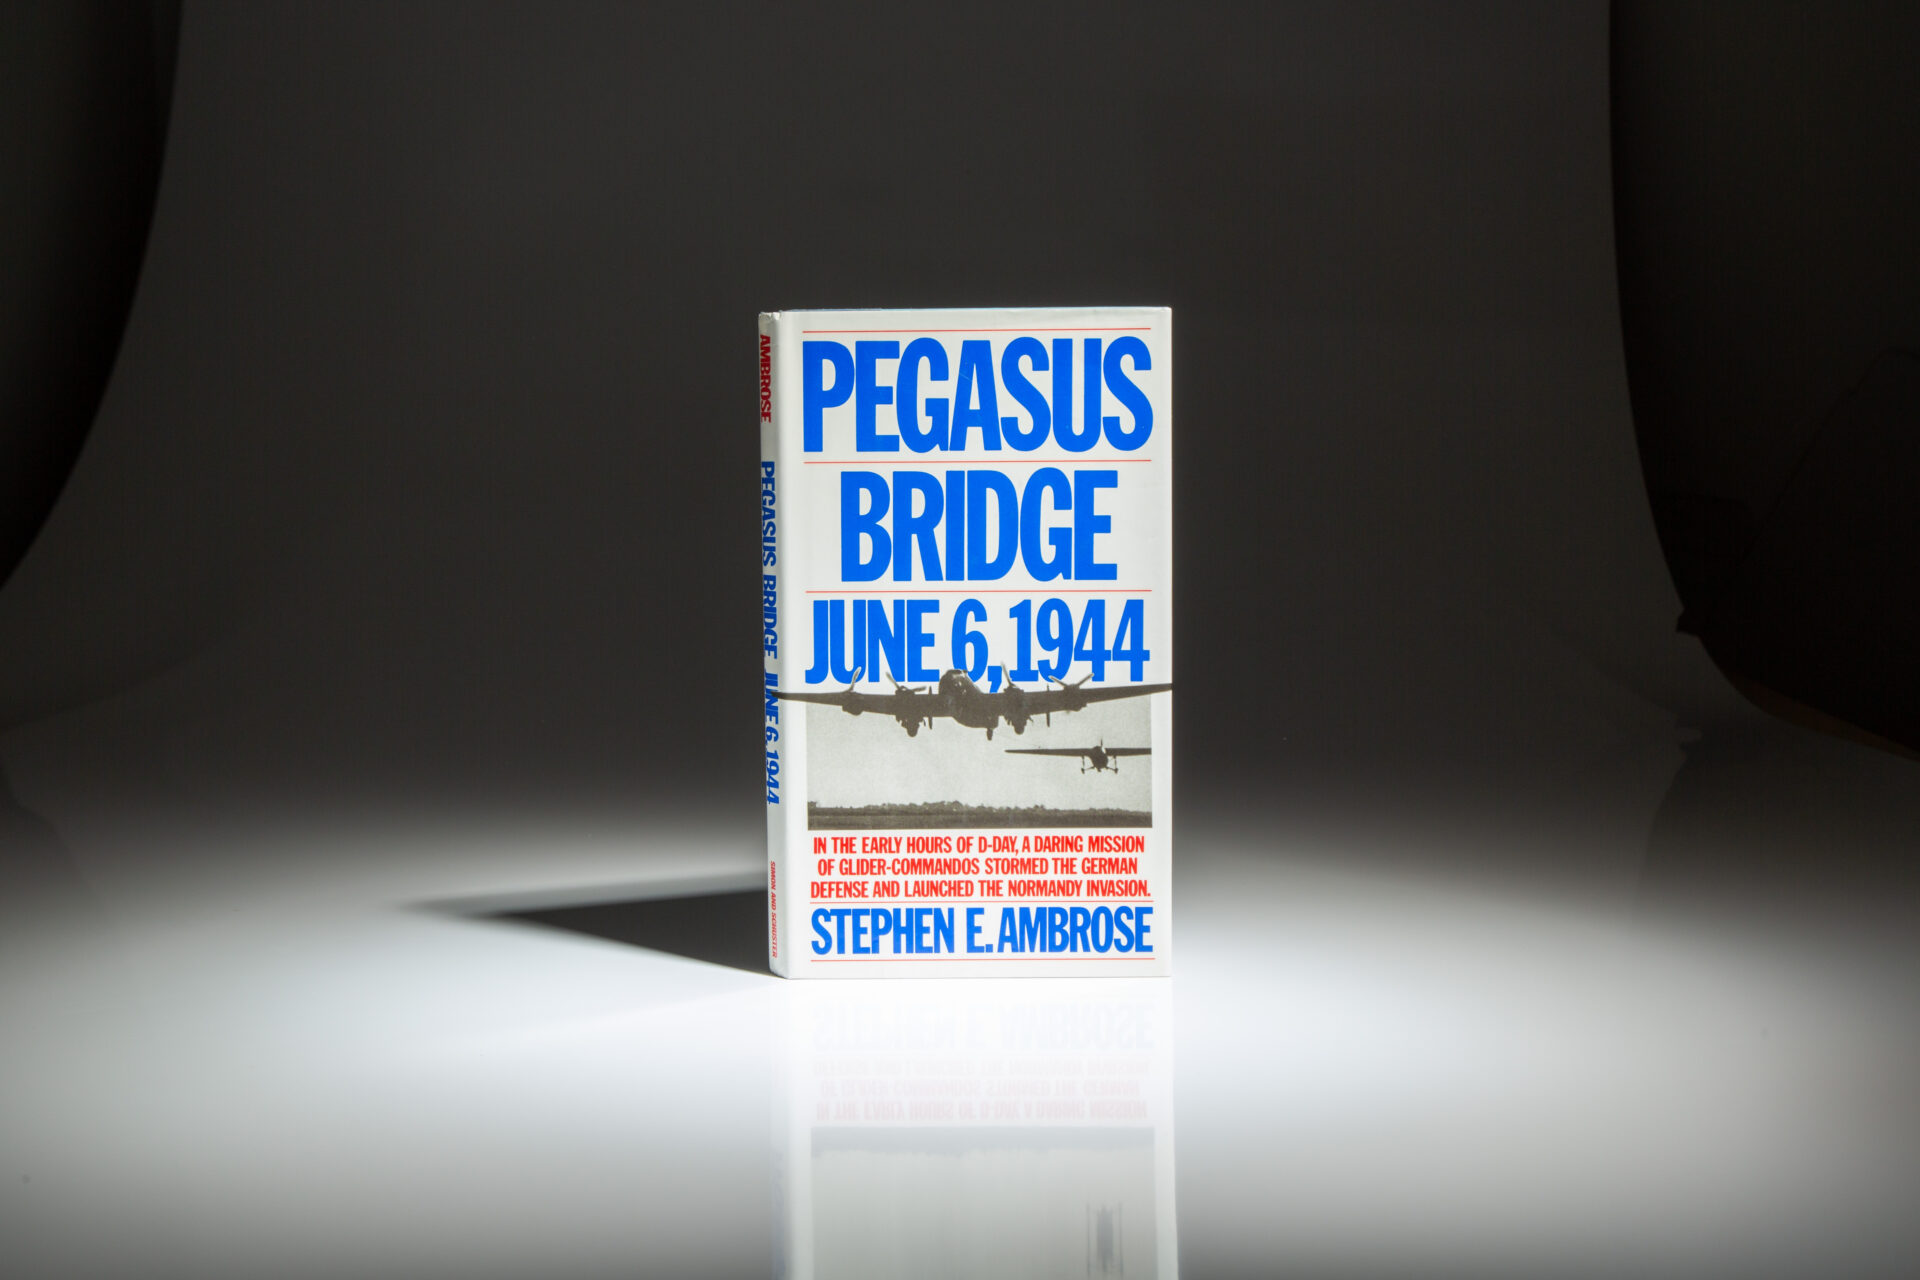 AMBROSE
PEGASUS BRIDGE JUNE 6, 1944
SIMON AND SCHUSTER
PEGASUS
BRIDGE
JUNE 6, 1944
IN THE EARLY HOURS OF D-DAY, A DARING MISSION
OF GLIDER-COMMANDOS STORMED THE GERMAN
DEFENSE AND LAUNCHED THE NORMANDY INVASION.
STEPHEN E. AMBROSE